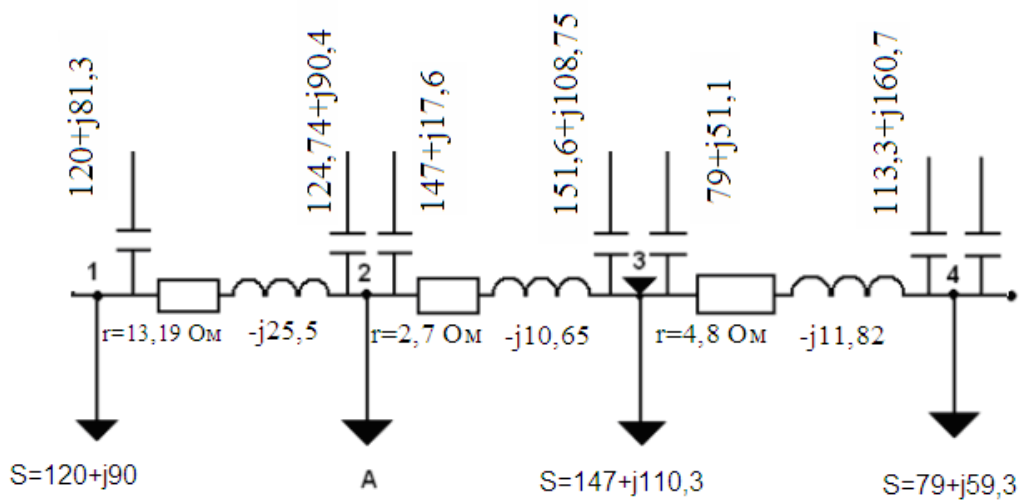 120+j81,3
124,74+j90,4
147+j17,6
151,6+j108,75
79+j51,1
113,3+j160,7
1
2
3
4
r=13,19 Ом
-j25,5
r=2,7 Ом
-j10,65
r=4,8 Ом
-j11,82
S=120+j90
А
S=147+j110,3
S=79+j59,3